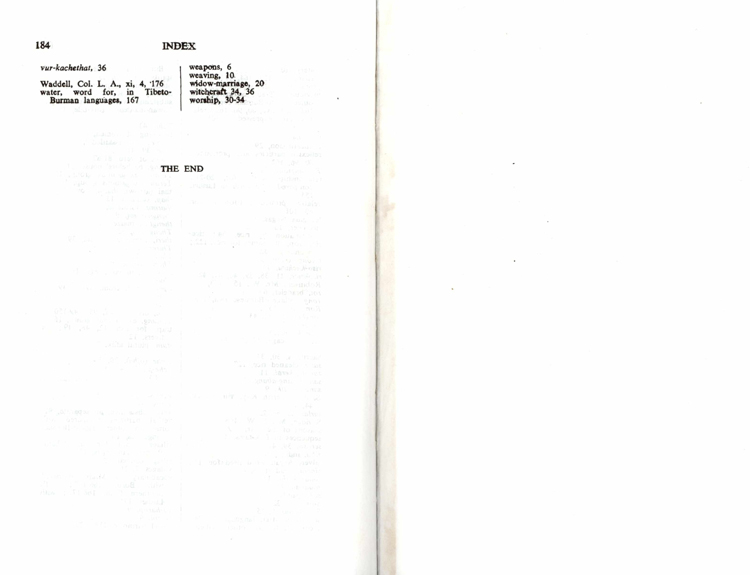 184
INDEX
vur-kachethat, 36
Waddell, Col. L. A., xi, 4, 176
water, word for, in Tibeto-
Burman languages, 167
weapons, 6
weaving, 10
widow-marriage, 20
witchcraft 34, 36
worship, 30-34
THE END